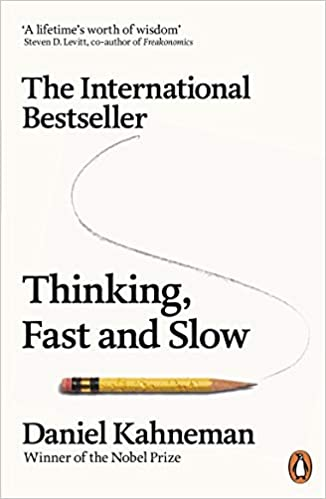 ‘A lifetime’s worth of wisdom’
Steven D. Levitt, co-author of Freakonomics
The International
Bestseller
Thinking,
Fast and Slow
Daniel Kahneman
Winner of the Nobel Prize